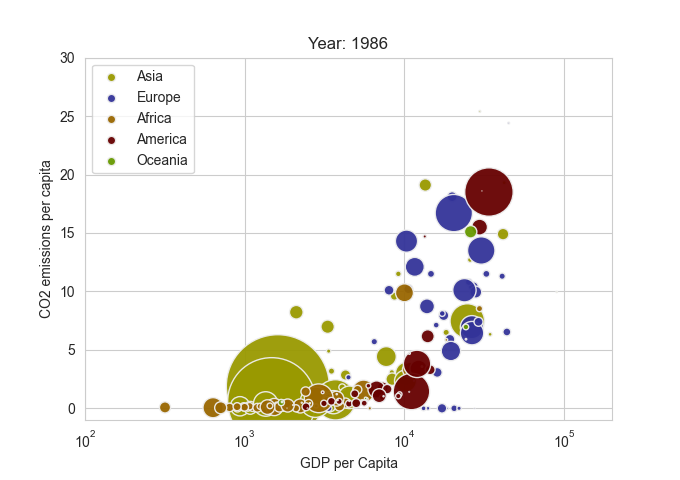 Year: 1986
30
25
20
15
10
5
0
CO2 emissions per capita
Asia
Europe
Africa
America
Oceania
10²
10³
10⁴
10⁵
GDP per Capita